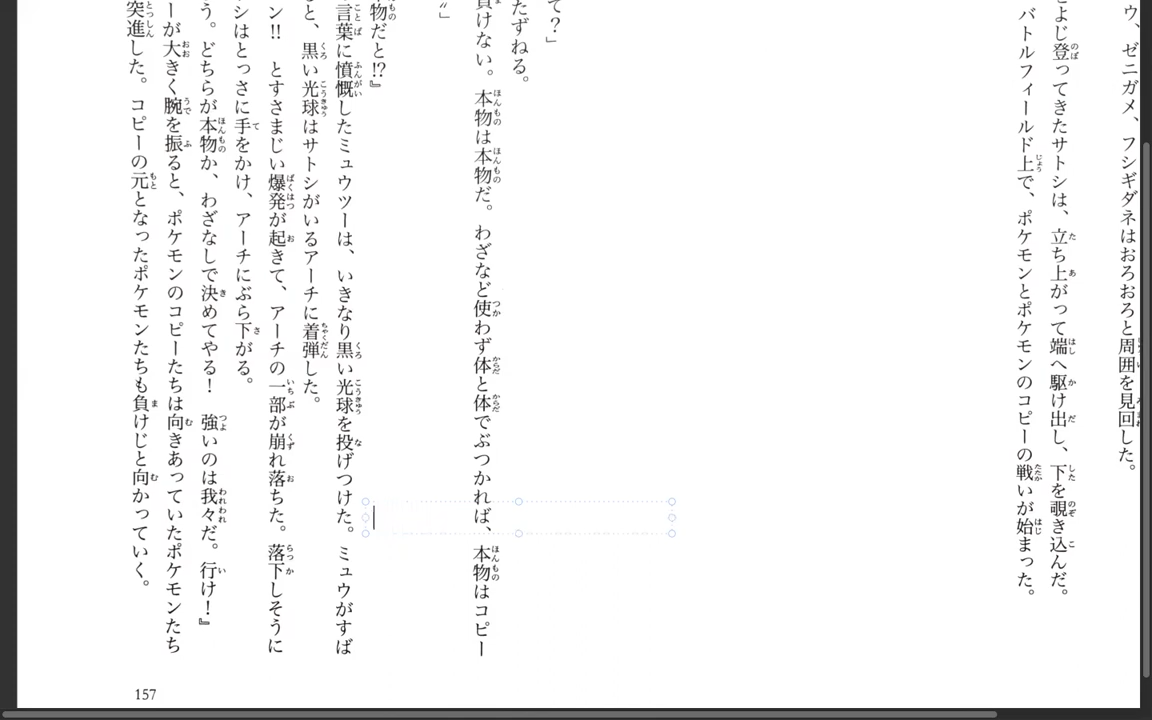 ウ、ゼニガメ、フシギダネはおろおろと周囲を見回した。
よじ登ってきたサトシは、立ち上がって端へ駆け出し、下を覗き込んだ。
バトルフィールド上で、ポケモンとポケモンのコピーの戦いが始まった。
て？」
たずねる。
負けない。本物は本物だ。わざなど使わず体と体でぶつかれば、本物はコピー
〟」
物だと⁉』
言葉に憤慨したミュウツーは、いきなり黒い光球を投げつけた。ミュウがすば
と、黒い光球はサトシがいるアーチに着弾した。
ン‼　とすさまじい爆発が起きて、アーチの一部が崩れ落ちた。落下しそうに
シはとっさに手をかけ、アーチにぶら下がる。
う。どちらが本物か、わざなしで決めてやる！　強いのは我々だ。行け！』
ーが大きく腕を振ると、ポケモンのコピーたちは向きあっていたポケモンたち
突進した。コピーの元となったポケモンたちも負けじと向かっていく。
157